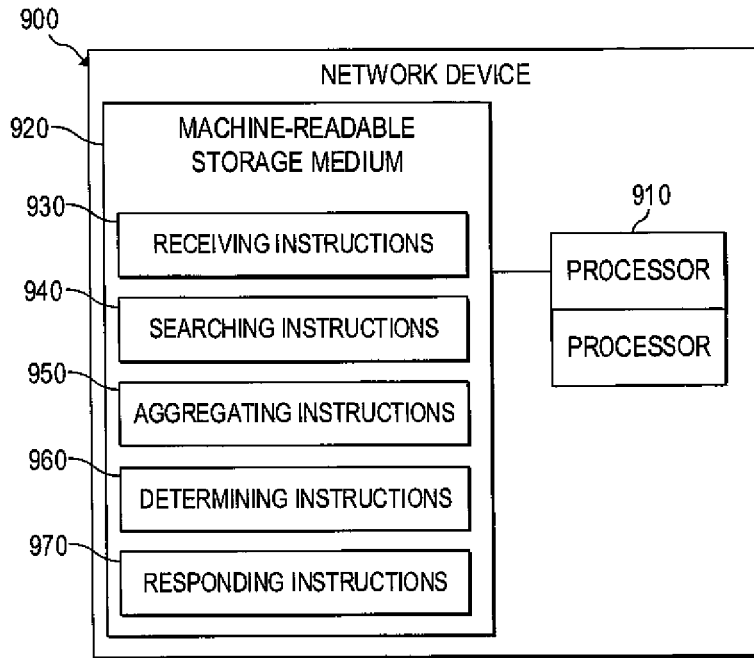 900
NETWORK DEVICE
920
MACHINE-READABLE
STORAGE MEDIUM
930
RECEIVING INSTRUCTIONS
910
PROCESSOR
940
SEARCHING INSTRUCTIONS
PROCESSOR
950
AGGREGATING INSTRUCTIONS
960
DETERMINING INSTRUCTIONS
970
RESPONDING INSTRUCTIONS